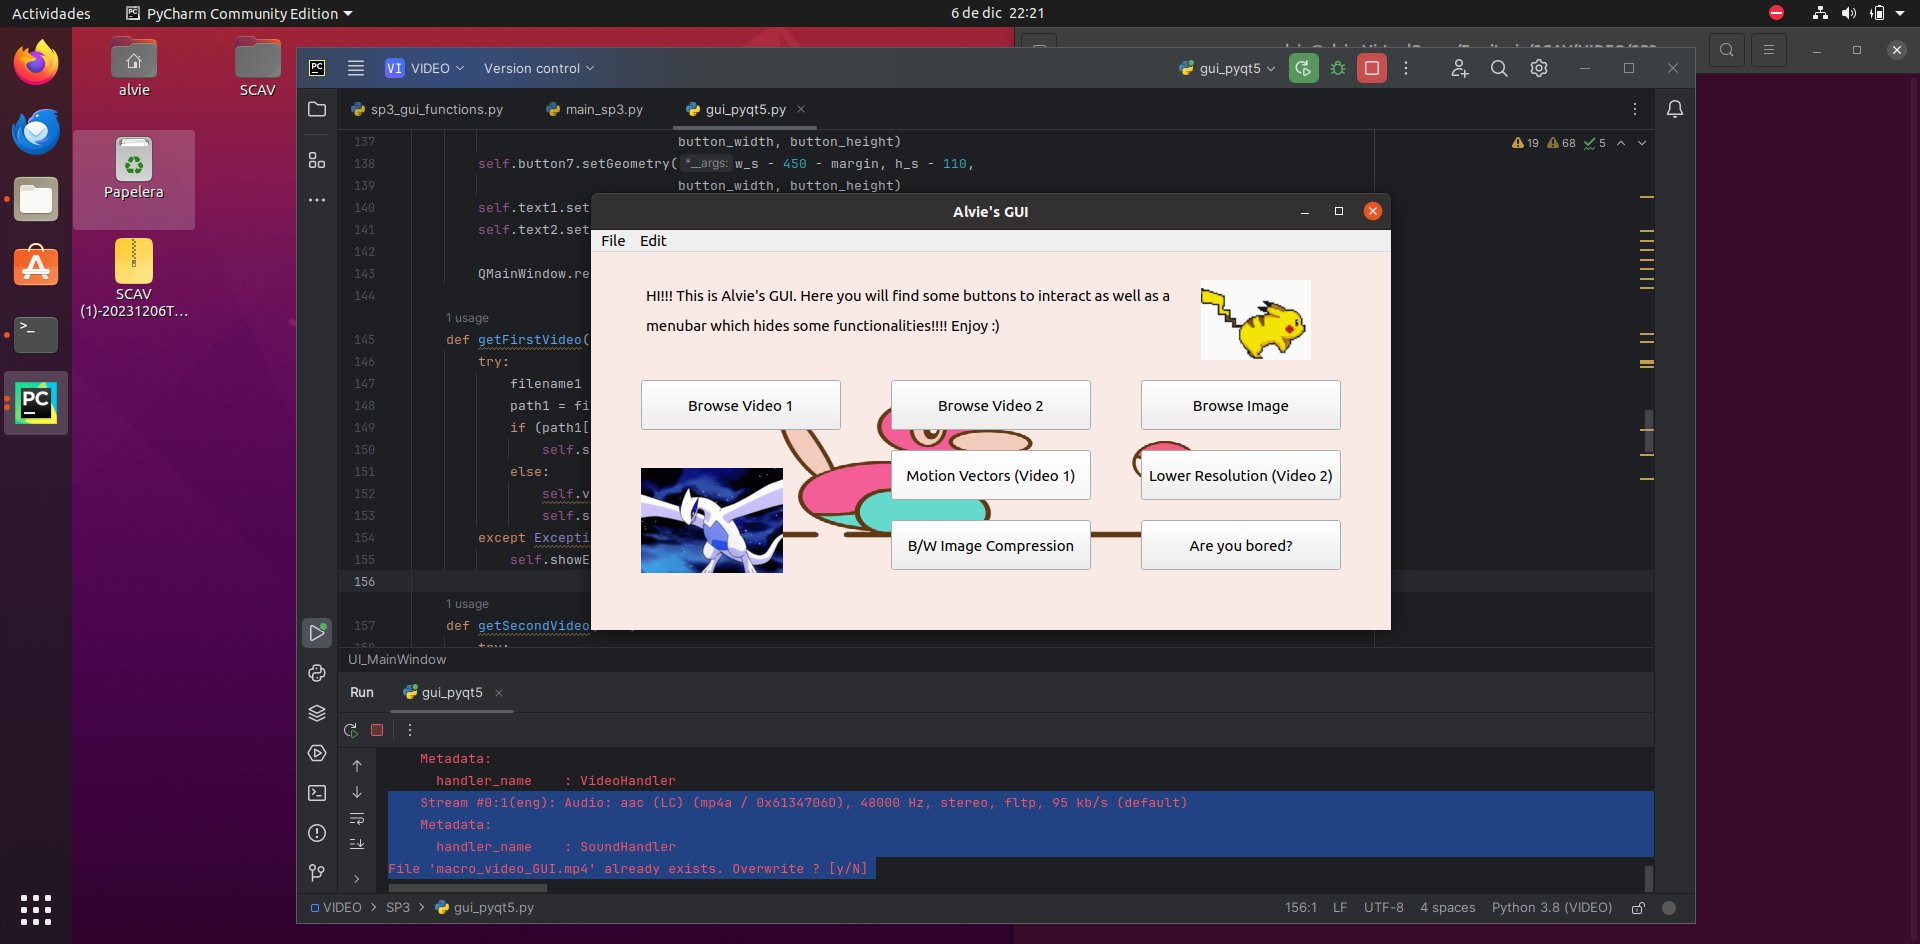 Actividades
PyCharm Community Edition
6 de dic 22:21
alvie
SCAV
Papelera
SCAV
(1)-20231206T...
VI VIDEO
Version control
gui_pyqt5
sp3_gui_functions.py
main_sp3.py
gui_pyqt5.py
19 68 5
137 button_width, button_height)
138 self.button7.setGeometry( *__args: w_s - 450 - margin, h_s - 110,
139 button_width, button_height)
140 self.text1.set
141 self.text2.set
142
143 QMainWindow.re
144
1 usage
145 def getFirstVideo(
146 try:
147 filename1
148 path1 = fi
149 if (path1[
150 self.s
151 else:
152 self.v
153 self.s
154 except Excepti
155 self.showE
156
1 usage
157 def getSecondVideo
try:
Alvie's GUI
File Edit
HI!!! This is Alvie's GUI. Here you will find some buttons to interact as well as a
menubar which hides some functionalities!!!! Enjoy :)
Browse Video 1
Browse Video 2
Browse Image
Motion Vectors (Video 1)
Lower Resolution (Video 2)
B/W Image Compression
Are you bored?
UI_MainWindow
Run
gui_pyqt5
Metadata:
handler_name : VideoHandler
Stream #0:1(eng): Audio: aac (LC) (mp4a / 0x6134706D), 48000 Hz, stereo, fltp, 95 kb/s (default)
Metadata:
handler_name : SoundHandler
File 'macro_video_GUI.mp4' already exists. Overwrite ? [y/N]
VIDEO > SP3 > gui_pyqt5.py
156:1 LF UTF-8 4 spaces Python 3.8 (VIDEO)